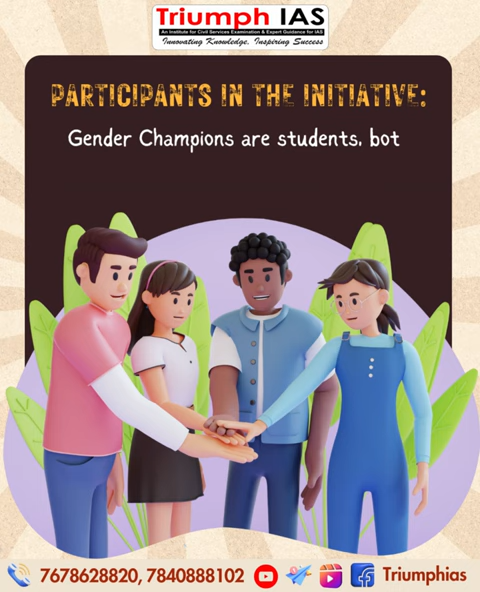 Triumph IAS
An Institute for Civil Services Examination & Expert Guidance for IAS
Innovating Knowledge, Inspiring Success
PARTICIPANTS IN THE INITIATIVE:
Gender Champions are students, bot
7678628820, 7840888102 Triumphias